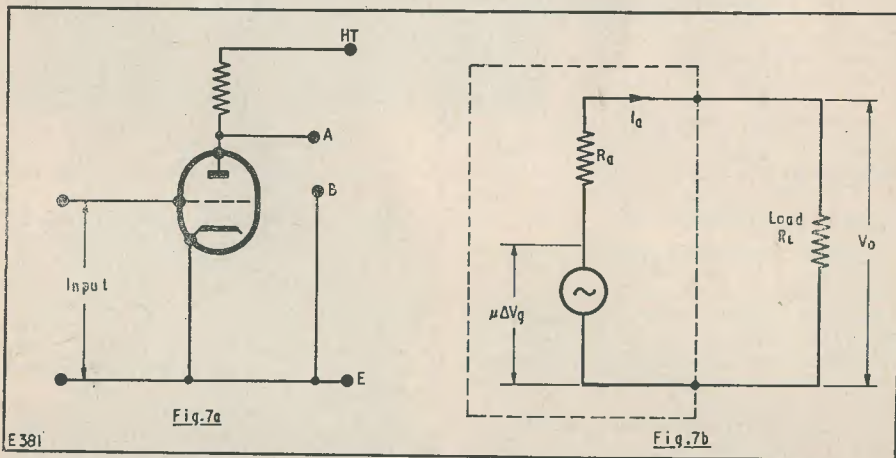 HT
A
B
Input
E
Fig.7a
E381
Ia
Ra
Load
RL
Vo
μΔVg
Fig.7b